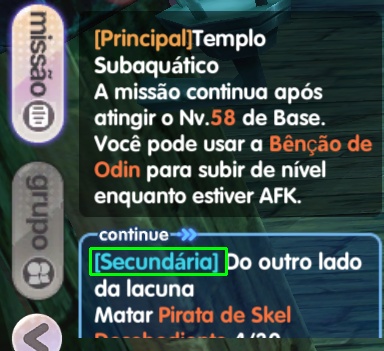 missão
grupo
[Principal]Templo
Subaquático
A missão continua após
atingir o Nv.58 de Base.
Você pode usar a Bênção de
Odin para subir de nível
enquanto estiver AFK.
continue
[Secundária] Do outro lado
da lacuna
Matar Pirata de Skel